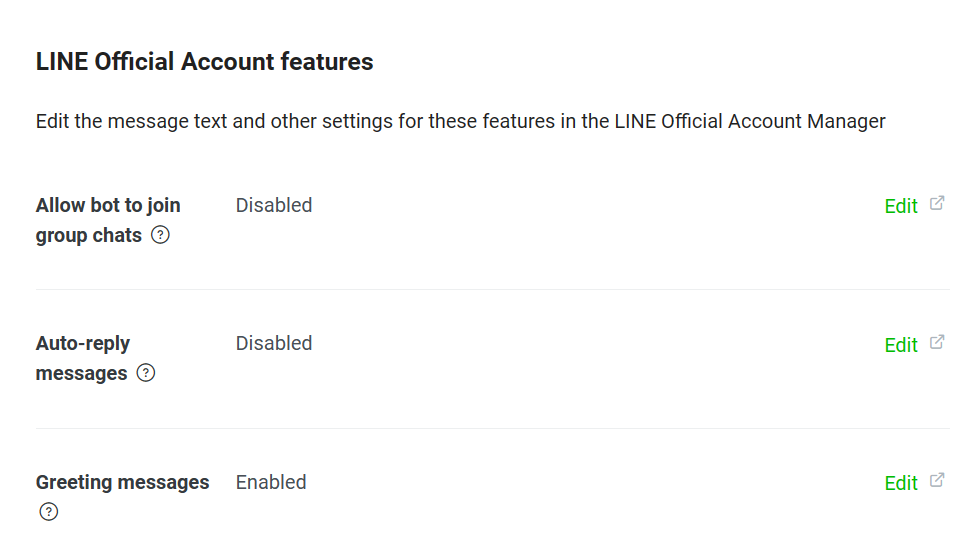 LINE Official Account features
Edit the message text and other settings for these features in the LINE Official Account Manager
Allow bot to join
group chats ?
Disabled
Edit
Auto-reply
messages ?
Disabled
Edit
Greeting messages
?
Enabled
Edit